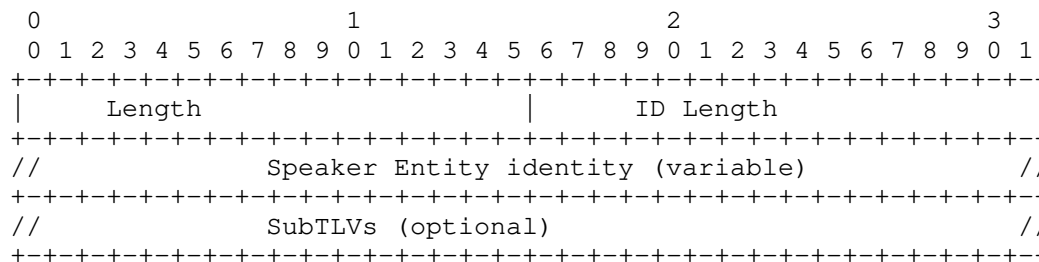 0                   1                   2                   3
 0 1 2 3 4 5 6 7 8 9 0 1 2 3 4 5 6 7 8 9 0 1 2 3 4 5 6 7 8 9 0 1
+-+-+-+-+-+-+-+-+-+-+-+-+-+-+-+-+-+-+-+-+-+-+-+-+-+-+-+-+-+-+-+-
|     Length                    |      ID Length
+-+-+-+-+-+-+-+-+-+-+-+-+-+-+-+-+-+-+-+-+-+-+-+-+-+-+-+-+-+-+-+-
//              Speaker Entity identity (variable)             //
+-+-+-+-+-+-+-+-+-+-+-+-+-+-+-+-+-+-+-+-+-+-+-+-+-+-+-+-+-+-+-+-
//              SubTLVs (optional)                             //
+-+-+-+-+-+-+-+-+-+-+-+-+-+-+-+-+-+-+-+-+-+-+-+-+-+-+-+-+-+-+-+-